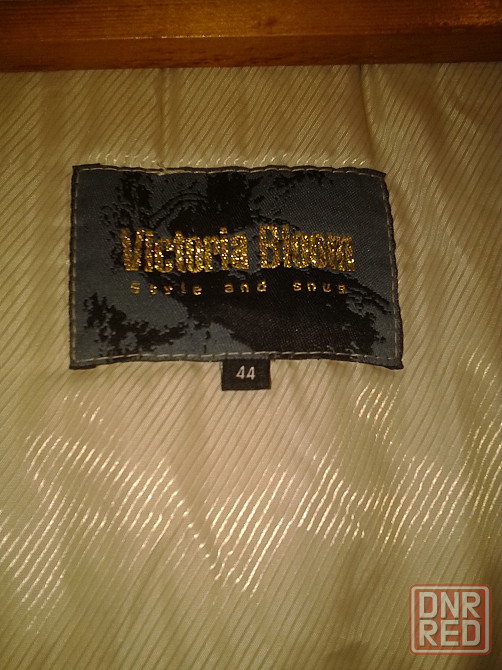 Victoria Bloom
Style and snug
44
DNR
RED